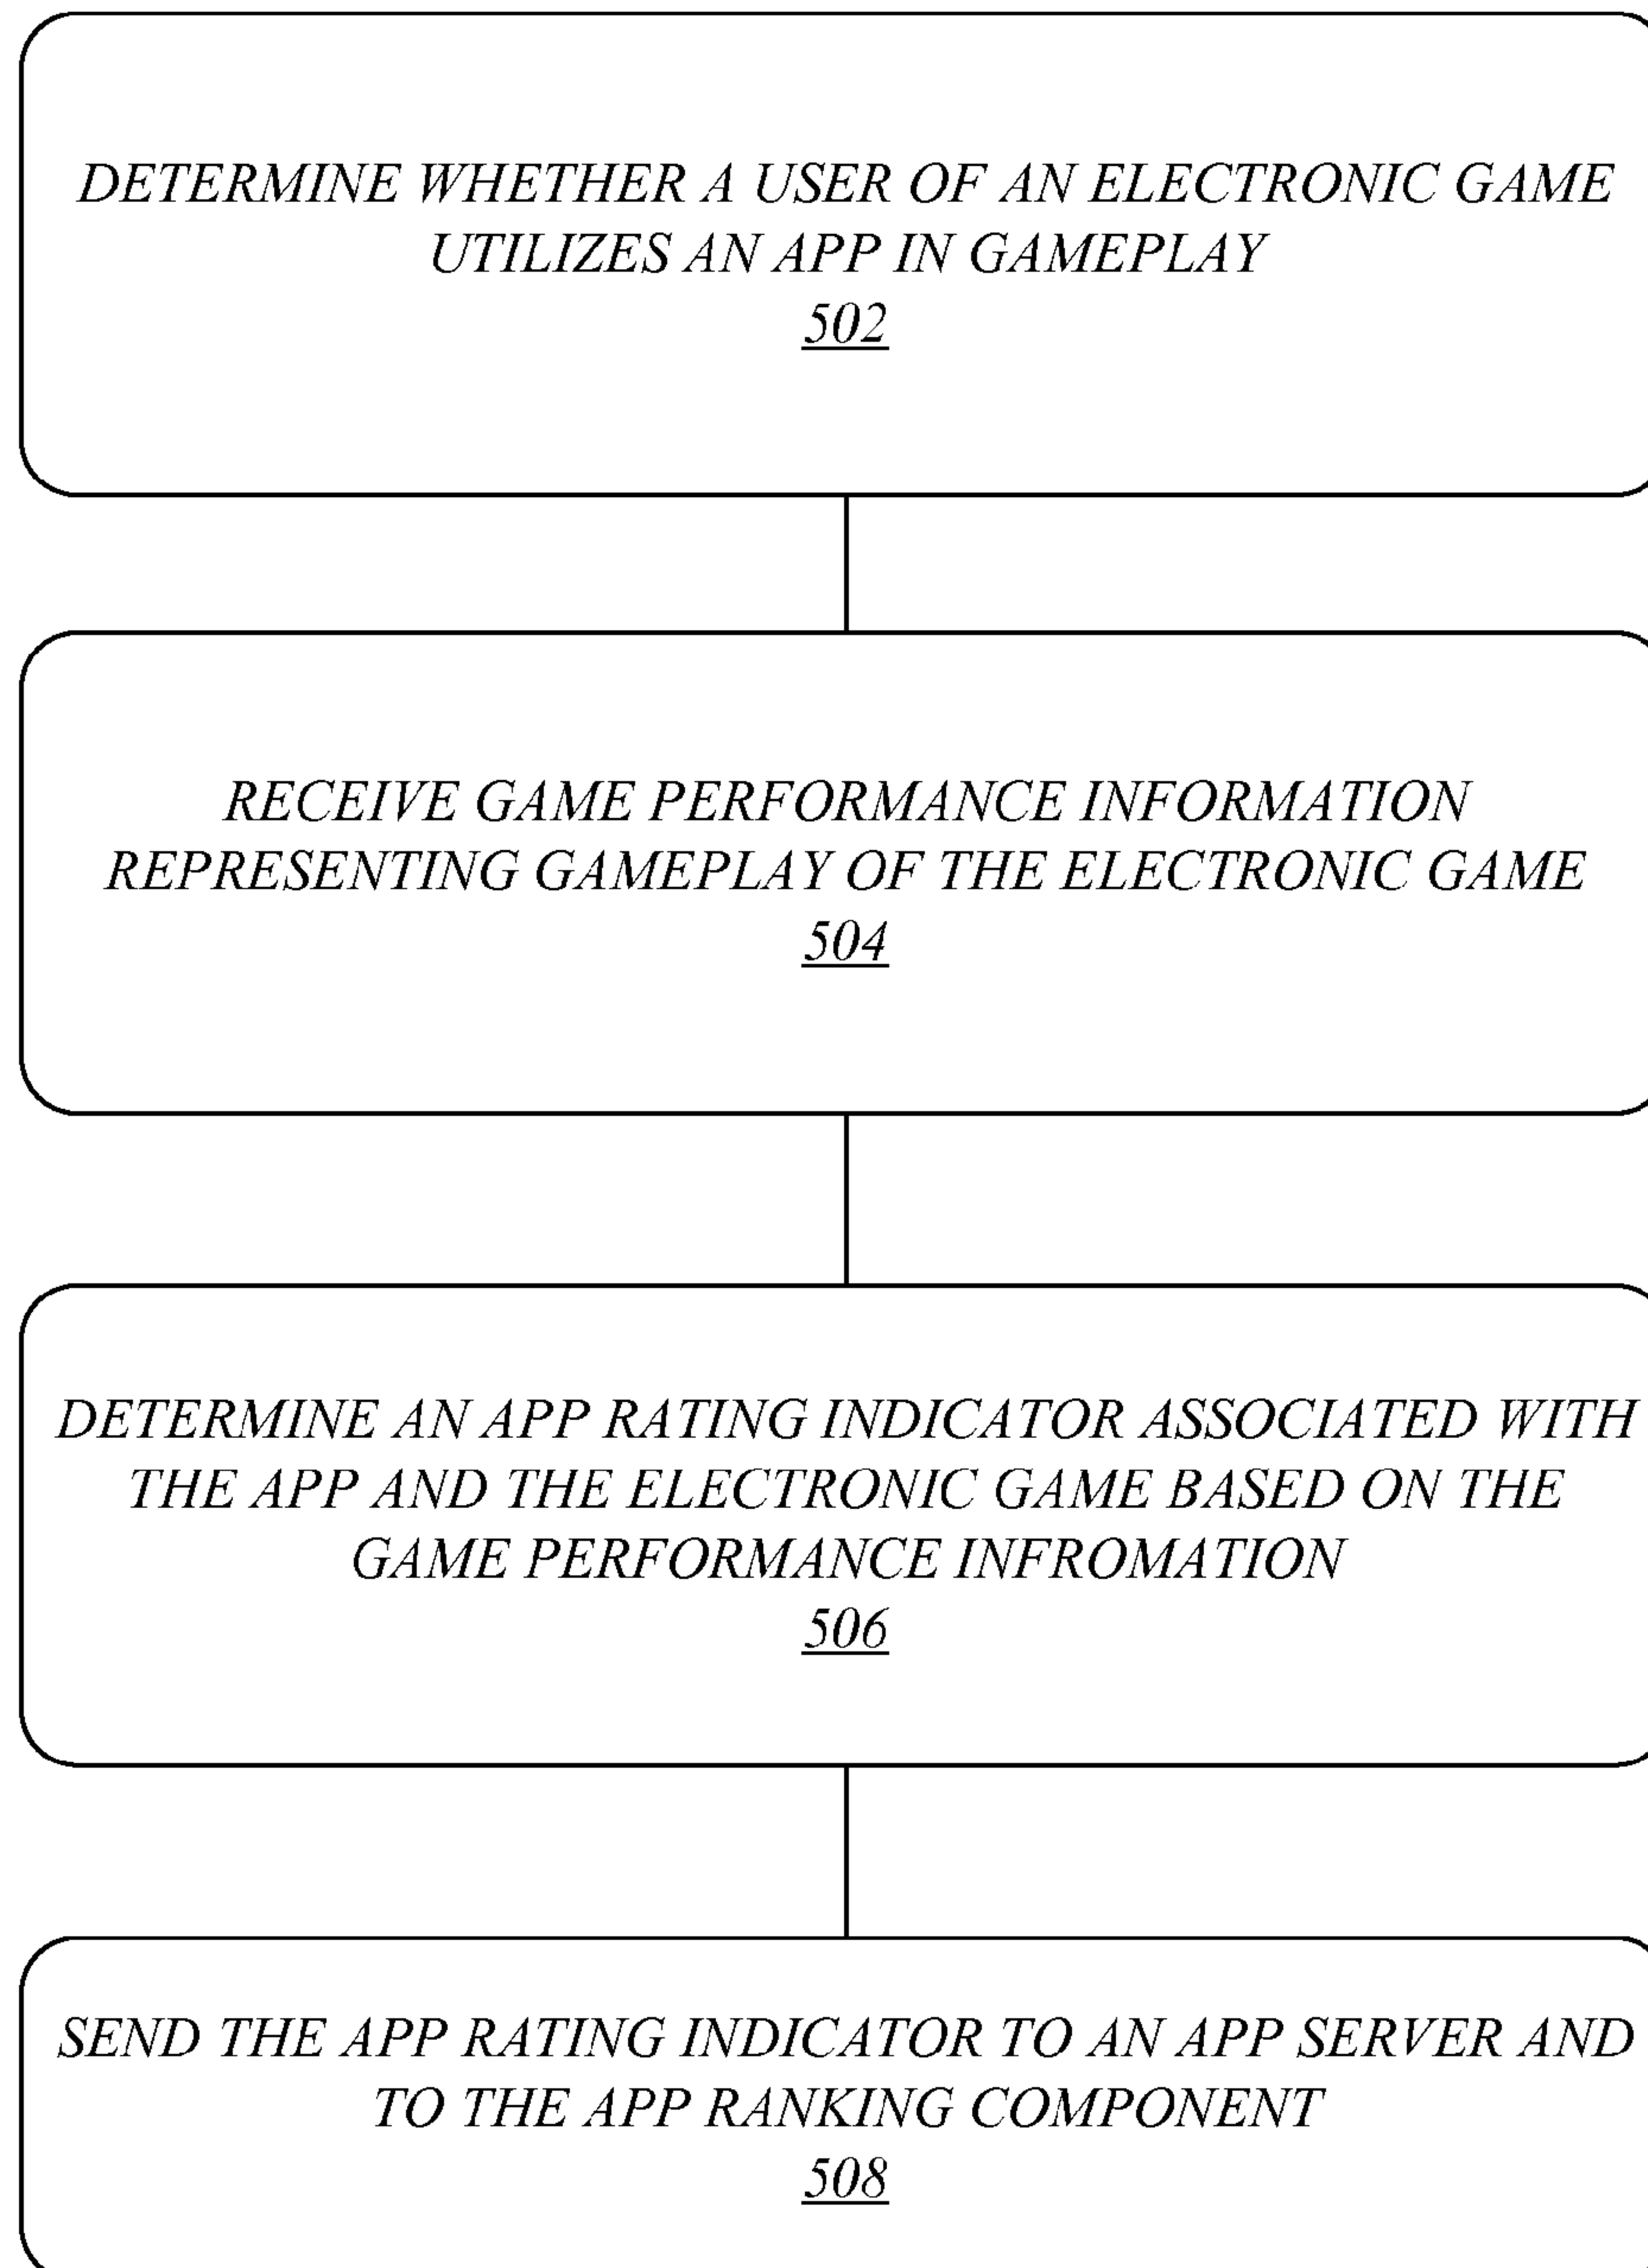 DETERMINE WHETHER A USER OF AN ELECTRONIC GAME
UTILIZES AN APP IN GAMEPLAY
502
RECEIVE GAME PERFORMANCE INFORMATION
REPRESENTING GAMEPLAY OF THE ELECTRONIC GAME
504
DETERMINE AN APP RATING INDICATOR ASSOCIATED WITH
THE APP AND THE ELECTRONIC GAME BASED ON THE
GAME PERFORMANCE INFROMATION
506
SEND THE APP RATING INDICATOR TO AN APP SERVER AND
TO THE APP RANKING COMPONENT
508